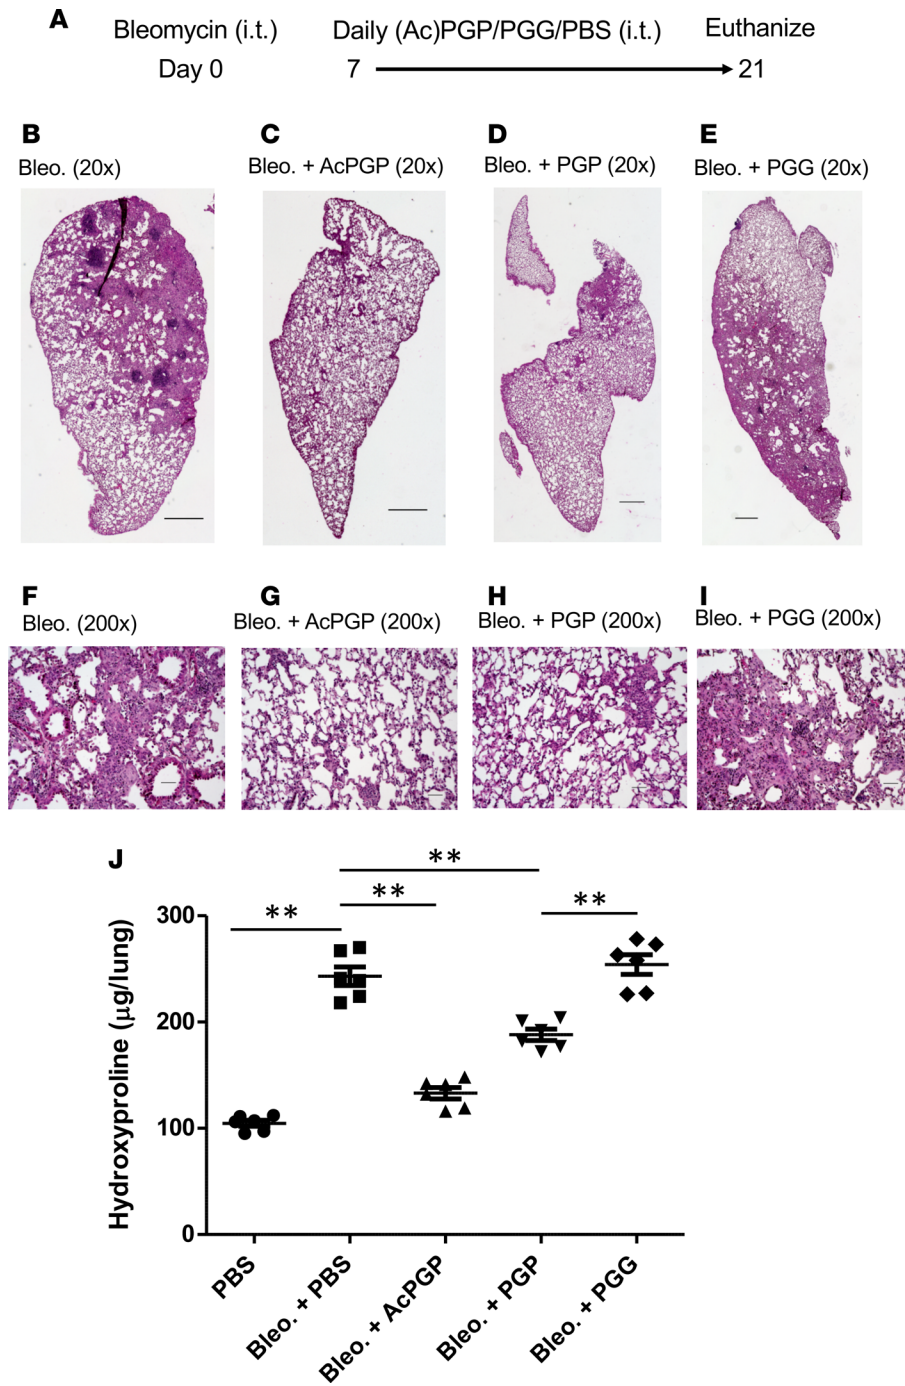 A
Bleomycin (i.t.)
Daily (Ac)PGP/PGG/PBS (i.t.)
Euthanize
Day 0
7
21
B
Bleo. (20x)
C
Bleo. + AcPGP (20x)
D
Bleo. + PGP (20x)
E
Bleo. + PGG (20x)
F
Bleo. (200x)
G
Bleo. + AcPGP (200x)
H
Bleo. + PGP (200x)
I
Bleo. + PGG (200x)
J
**
**
**
**
Hydroxyproline (µg/lung)
300
200
100
0
PBS
Bleo. + PBS
Bleo. + AcPGP
Bleo. + PGP
Bleo. + PGG